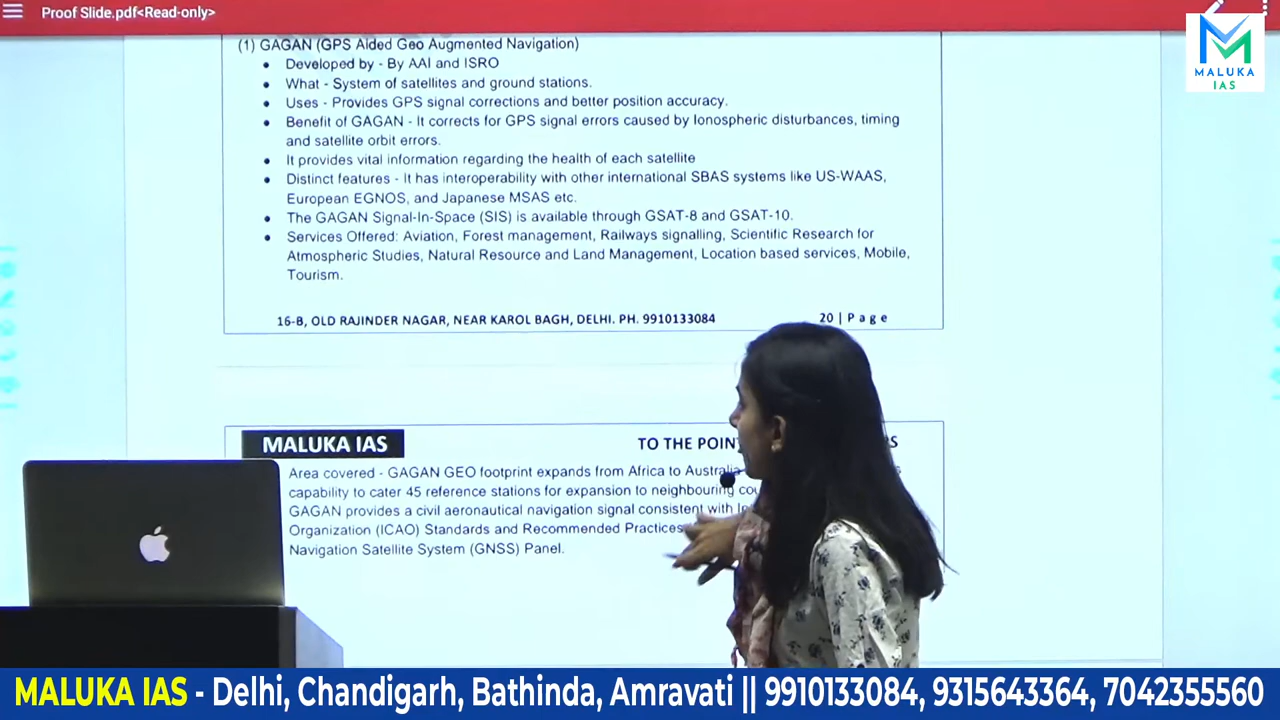 Proof Slide.pdf<Read-only>
MALUKA
IAS
(1) GAGAN (GPS Aided Geo Augmented Navigation)
• Developed by - By AAI and ISRO
• What - System of satellites and ground stations.
• Uses - Provides GPS signal corrections and better position accuracy.
• Benefit of GAGAN - It corrects for GPS signal errors caused by Ionospheric disturbances, timing
and satellite orbit errors.
• It provides vital information regarding the health of each satellite
• Distinct features - It has interoperability with other international SBAS systems like US-WAAS,
European EGNOS, and Japanese MSAS etc.
• The GAGAN Signal-In-Space (SIS) is available through GSAT-8 and GSAT-10.
• Services Offered: Aviation, Forest management, Railways signalling, Scientific Research for
Atmospheric Studies, Natural Resource and Land Management, Location based services, Mobile,
Tourism.
16-B, OLD RAJINDER NAGAR, NEAR KAROL BAGH, DELHI. PH. 9910133084 20 | P a g e
MALUKA IAS TO THE POINT
Area covered - GAGAN GEO footprint expands from Africa to Australia
capability to cater 45 reference stations for expansion to neighbouring
GAGAN provides a civil aeronautical navigation signal consistent with
Organization (ICAO) Standards and Recommended Practices
Navigation Satellite System (GNSS) Panel.
MALUKA IAS - Delhi, Chandigarh, Bathinda, Amravati || 9910133084, 9315643364, 7042355560